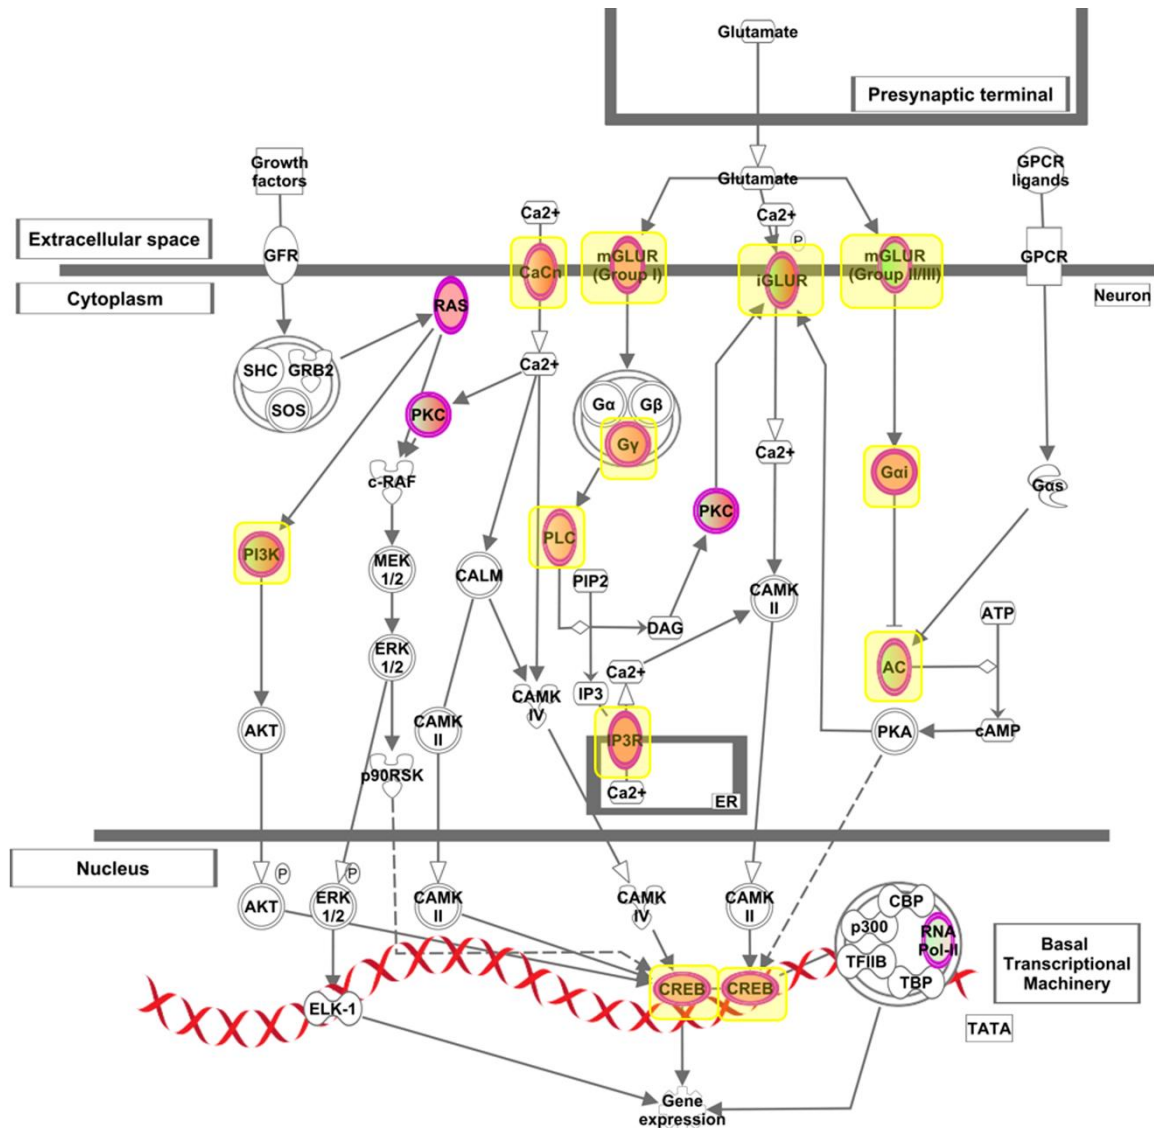 Glutamate
Presynaptic terminal
Growth
factors
Glutamate
GPCR
ligands
Ca2+
Ca2+
P
Extracellular space
GFR
CaCn
mGLUR
(Group I)
iGLUR
mGLUR
(Group II/III)
GPCR
Cytoplasm
Neuron
RAS
SHC
GRB2
SOS
Ca2+
PKC
Gα
Gβ
Gγ
Ca2+
c-RAF
Gαi
Gαs
PKC
PI3K
PLC
MEK
1/2
CALM
PIP2
CAMK
II
DAG
ATP
ERK
1/2
Ca2+
AC
CAMK
IV
IP3
AKT
CAMK
II
IP3R
PKA
cAMP
p90RSK
Ca2+
ER
Nucleus
P
P
AKT
ERK
1/2
CAMK
II
CAMK
IV
CAMK
II
CBP
p300
RNA
Pol-II
TFIIB
TBP
Basal
Transcriptional
Machinery
CREB
CREB
ELK-1
TATA
Gene
expression